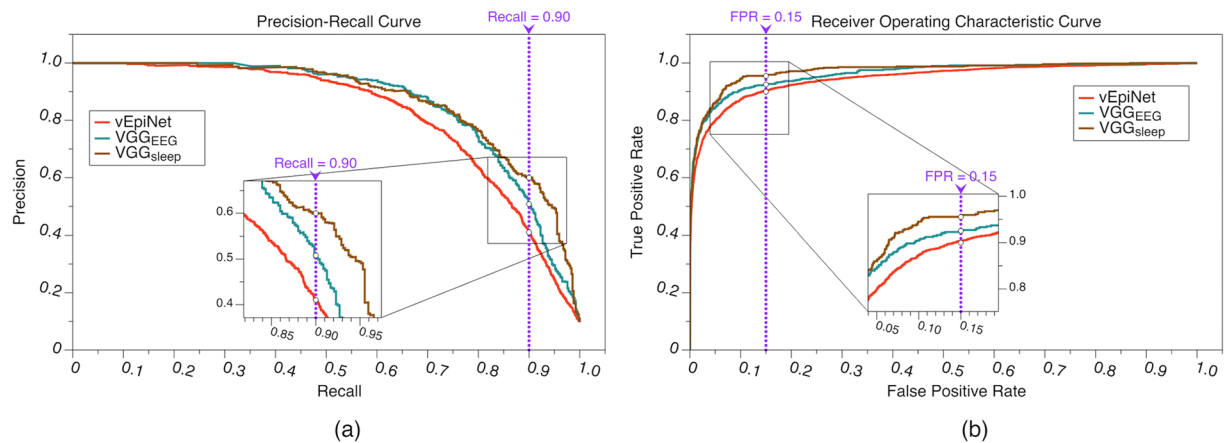 Precision-Recall Curve
Recall = 0.90
Precision
1.0
0.8
0.6
0.4
0.2
0
vEpiNet
VGGEEG
VGGsleep
Recall = 0.90
0.6
0.5
0.4
0.85
0.90
0.95
0
0.1
0.2
0.3
0.4
0.5
0.6
0.7
0.8
0.9
1.0
Recall
(a)
FPR = 0.15
Receiver Operating Characteristic Curve
True Positive Rate
1.0
0.8
0.6
0.4
0.2
0
vEpiNet
VGGEEG
VGGsleep
FPR = 0.15
1.0
0.9
0.8
0.05
0.10
0.15
0
0.1
0.2
0.3
0.4
0.5
0.6
0.7
0.8
0.9
1.0
False Positive Rate
(b)